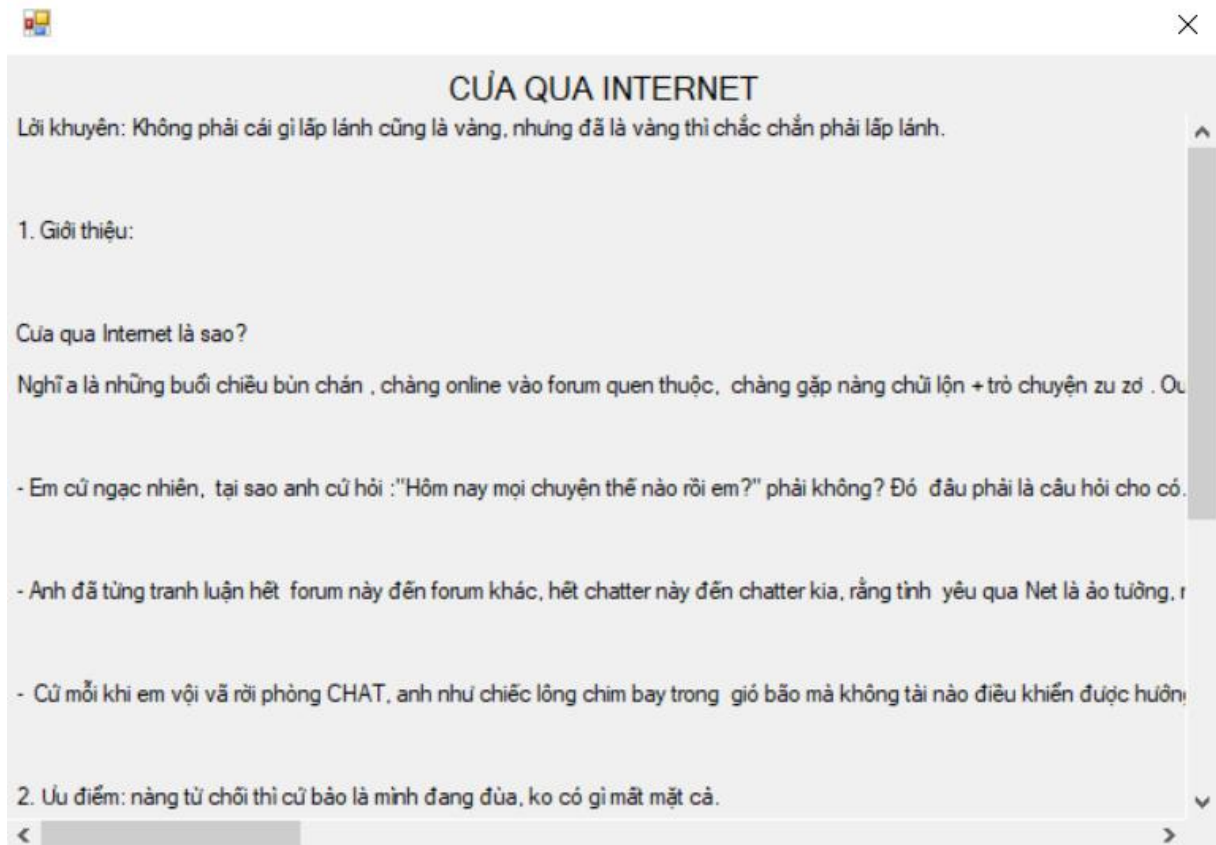 CƯA QUA INTERNET
Lời khuyên: Không phải cái gì lấp lánh cũng là vàng, nhưng đã là vàng thì chắc chắn phải lấp lánh.
1. Giới thiệu:
Cưa qua Internet là sao?
Nghĩa là những buổi chiều bùn chán , chàng online vào forum quen thuộc, chàng gặp nàng chửi lộn + trò chuyện zu zơ . Ou
- Em cứ ngạc nhiên, tại sao anh cứ hỏi :"Hôm nay mọi chuyện thế nào rồi em?" phải không? Đó đâu phải là câu hỏi cho có.
- Anh đã từng tranh luận hết forum này đến forum khác, hết chatter này đến chatter kia, rằng tình yêu qua Net là ảo tưởng,
- Cứ mỗi khi em vội vã rời phòng CHAT, anh như chiếc lông chim bay trong gió bão mà không tài nào điều khiển được hướng
2. Ưu điểm: nàng từ chối thì cứ bảo là mình đang đùa, ko có gì mất mặt cả.